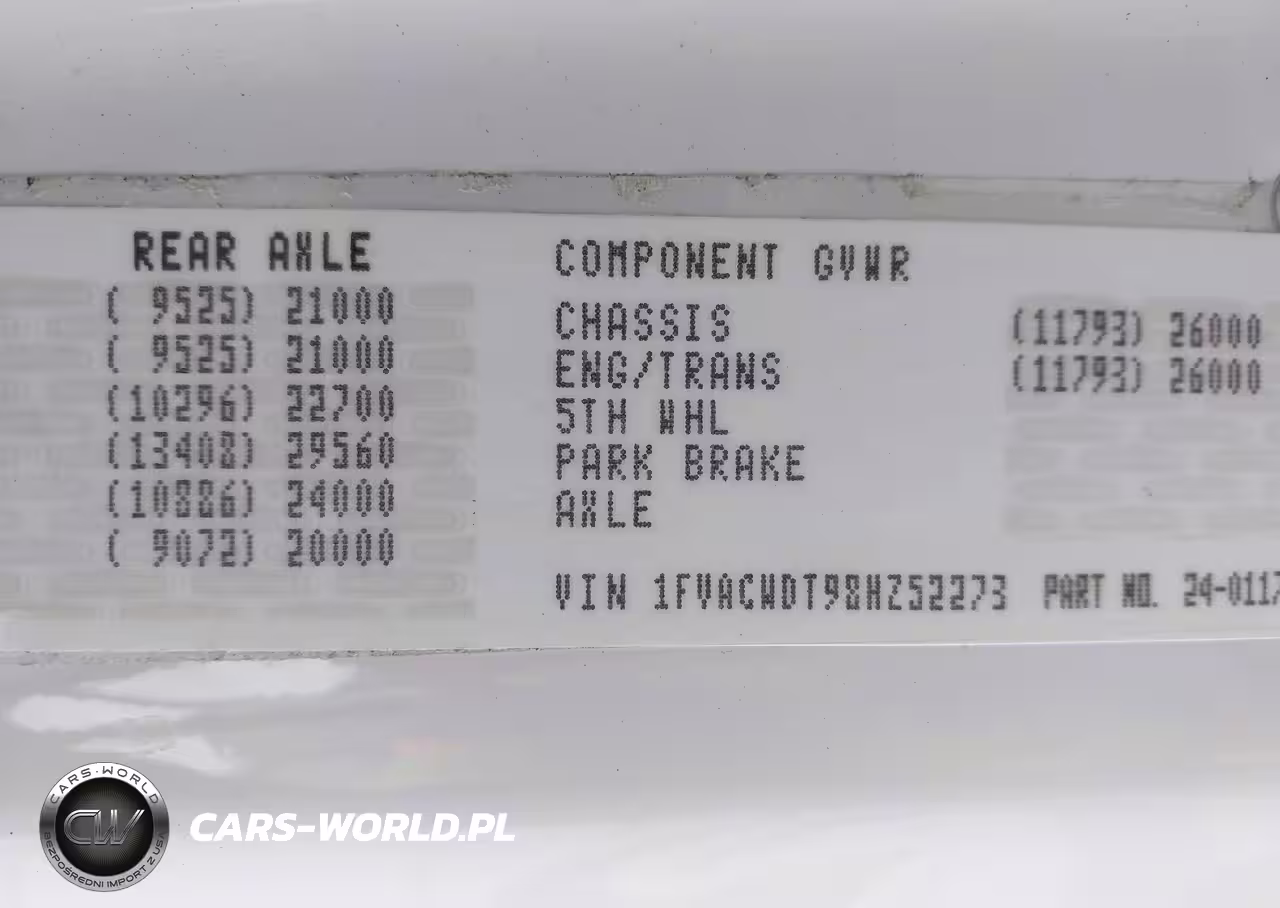 REAR AXLE
( 9525) 21000
( 9525) 21000
(10296) 22700
(13408) 29560
(10886) 24000
( 9072) 20000
COMPONENT GVWR
CHASSIS (11793) 26000
ENG/TRANS (11793) 26000
5TH WHL
PARK BRAKE
AXLE
VIN 1FVACWDT98HZ52273 PART NO. 24-0117
CARS-WORLD
CW
BEZPOŚREDNI IMPORT Z USA
CARS-WORLD.PL